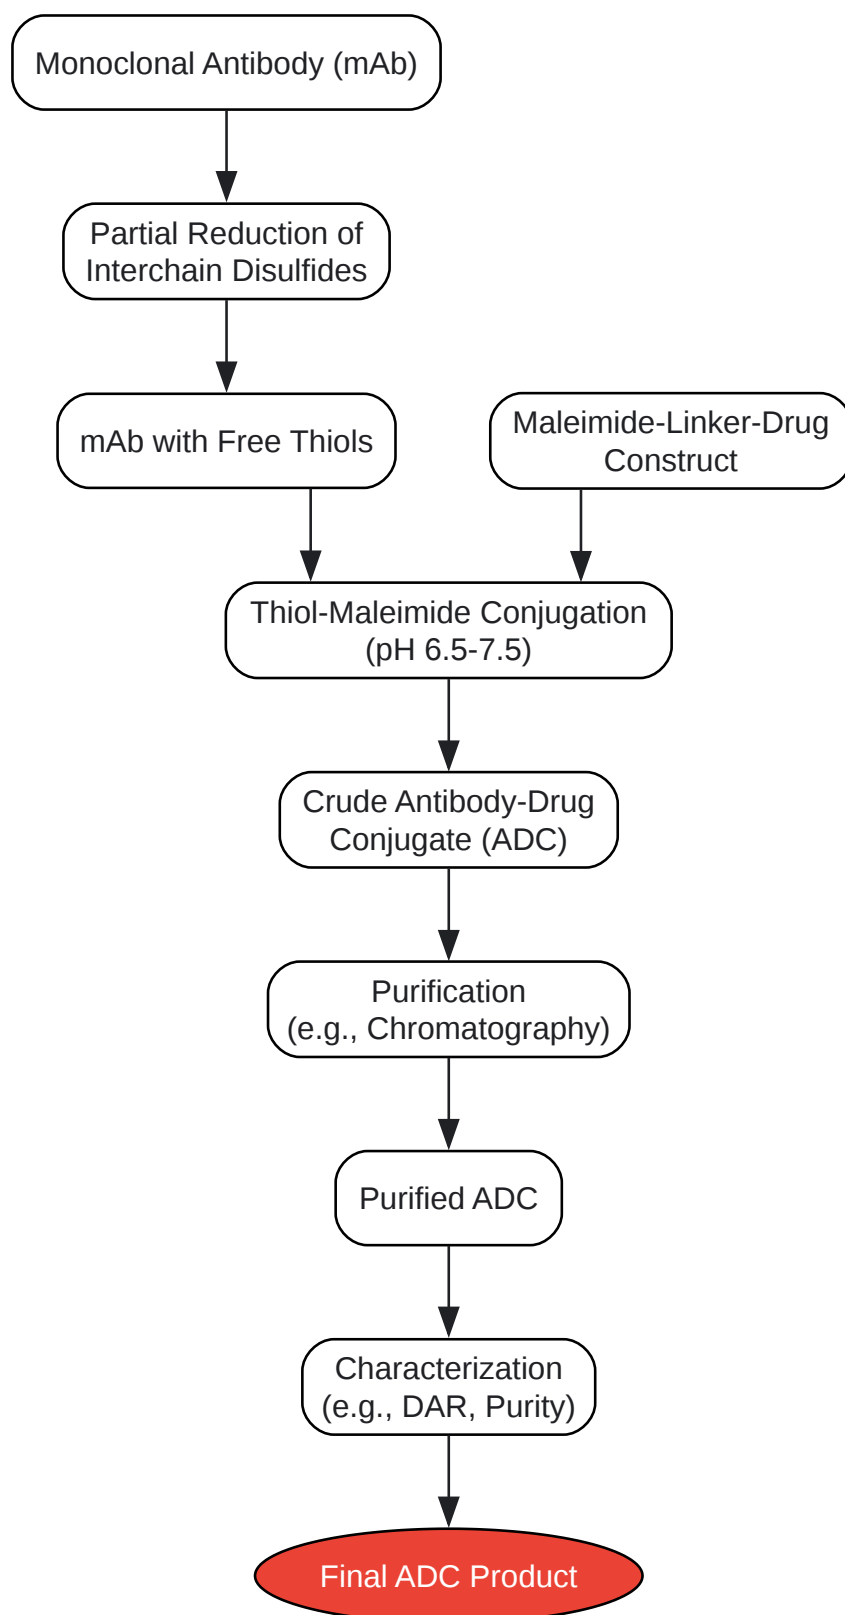 Monoclonal Antibody (mAb)
Partial Reduction of
Interchain Disulfides
mAb with Free Thiols
Maleimide-Linker-Drug
Construct
Thiol-Maleimide Conjugation
(pH 6.5-7.5)
Crude Antibody-Drug
Conjugate (ADC)
Purification
(e.g., Chromatography)
Purified ADC
Characterization
(e.g., DAR, Purity)
Final ADC Product